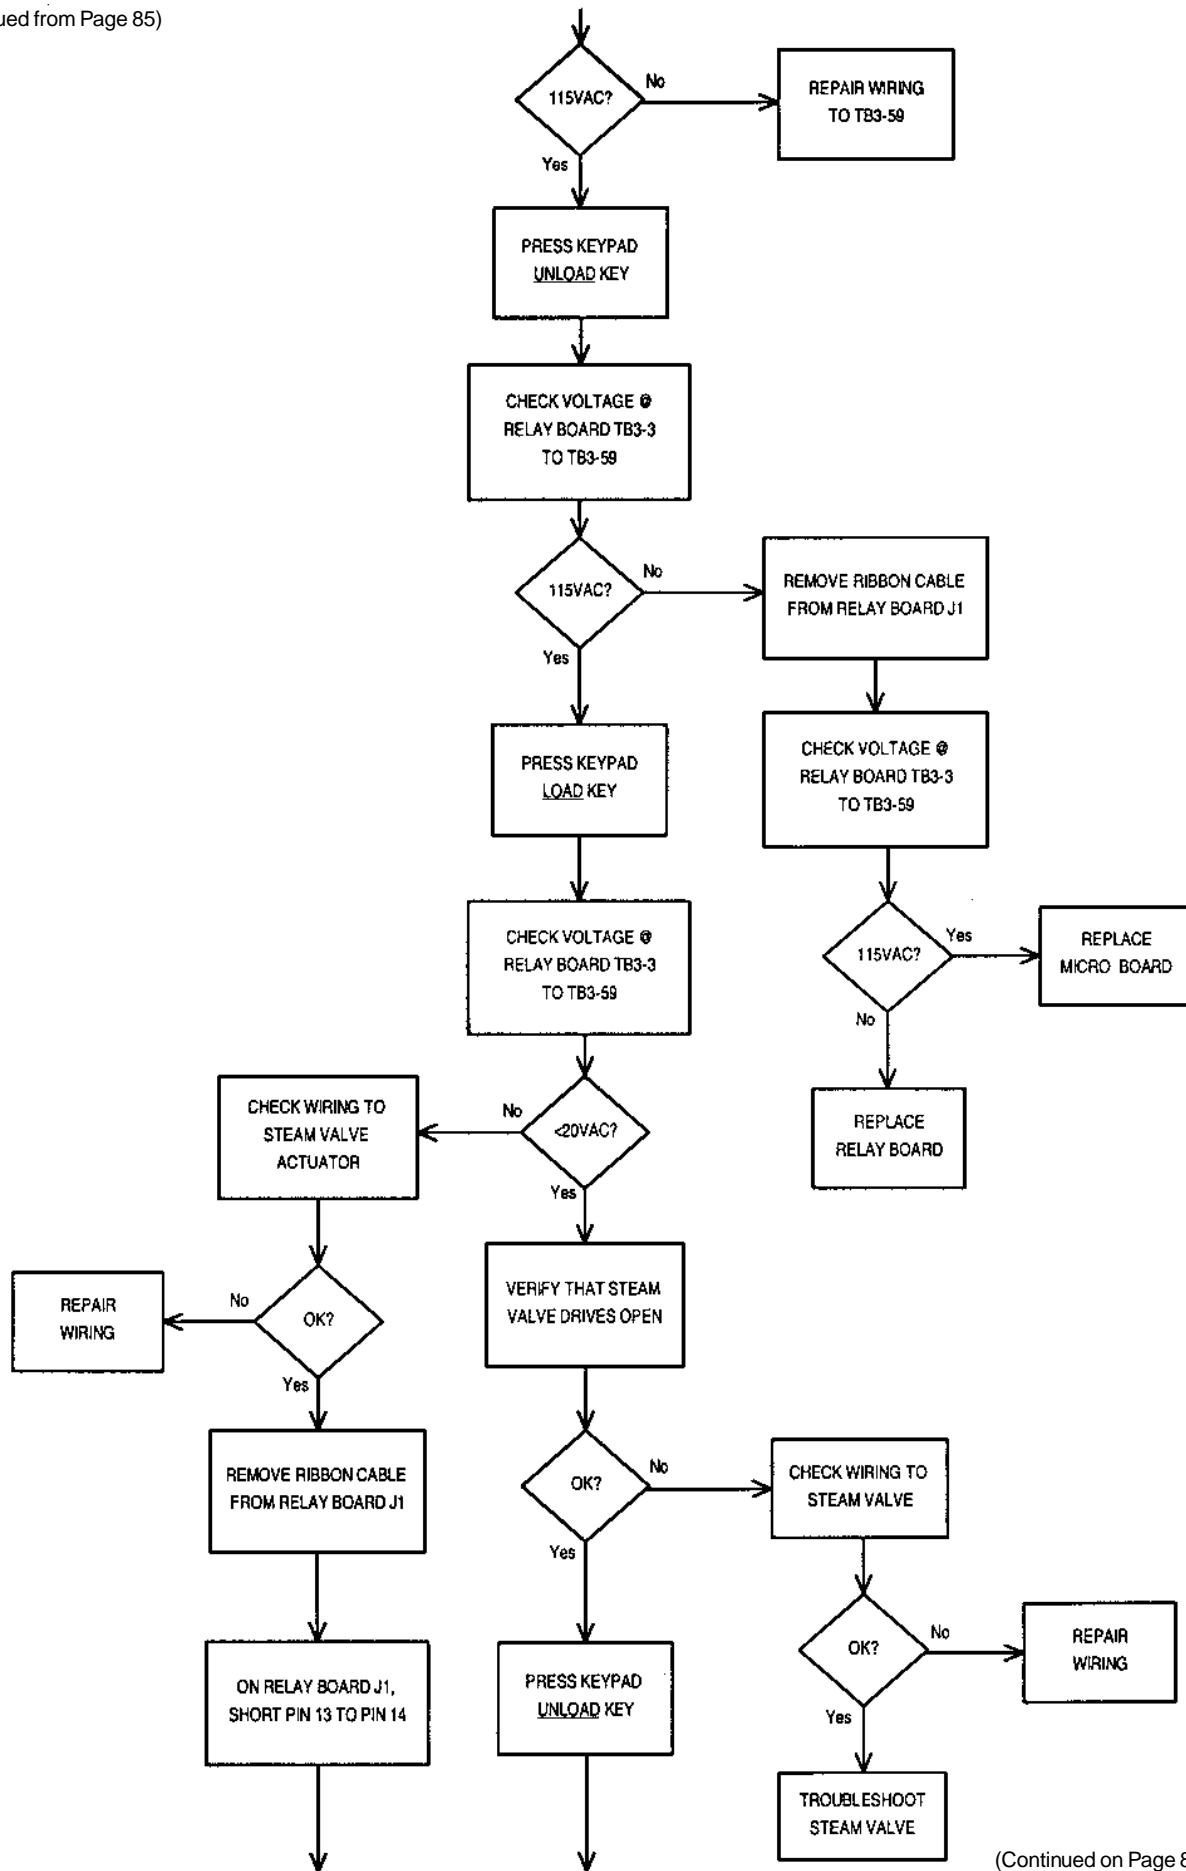 ued from Page 85)
115VAC?
No
REPAIR WIRING
TO TB3-59
Yes
PRESS KEYPAD
UNLOAD KEY
CHECK VOLTAGE @
RELAY BOARD TB3-3
TO TB3-59
115VAC?
No
REMOVE RIBBON CABLE
FROM RELAY BOARD J1
Yes
CHECK VOLTAGE @
RELAY BOARD TB3-3
TO TB3-59
PRESS KEYPAD
LOAD KEY
CHECK VOLTAGE @
RELAY BOARD TB3-3
TO TB3-59
115VAC?
Yes
REPLACE
MICRO BOARD
No
REPLACE
RELAY BOARD
<20VAC?
No
CHECK WIRING TO
STEAM VALVE
ACTUATOR
Yes
VERIFY THAT STEAM
VALVE DRIVES OPEN
OK?
No
REPAIR
WIRING
Yes
REMOVE RIBBON CABLE
FROM RELAY BOARD J1
OK?
No
CHECK WIRING TO
STEAM VALVE
Yes
OK?
No
REPAIR
WIRING
Yes
ON RELAY BOARD J1,
SHORT PIN 13 TO PIN 14
PRESS KEYPAD
UNLOAD KEY
TROUBLESHOOT
STEAM VALVE
(Continued on Page 8